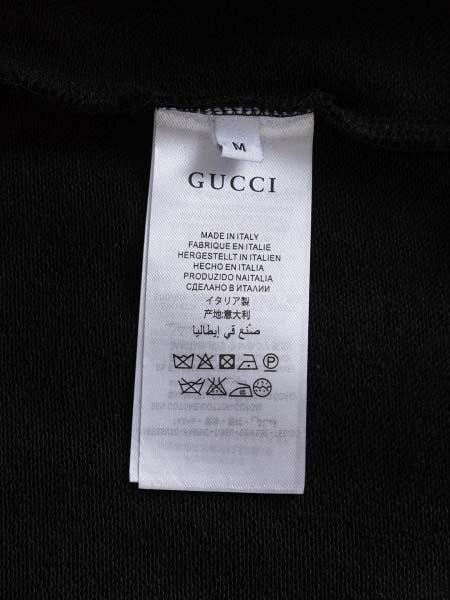 M
GUCCI
MADE IN ITALY
FABRIQUE EN ITALIE
HERGESTELLT IN ITALIEN
HECHO EN ITALIA
PRODUZIDO NAITALIA
СДЕЛАНО В ИТАЛИИ
イタリア製
产地:意大利
صنع في إيطاليا
P